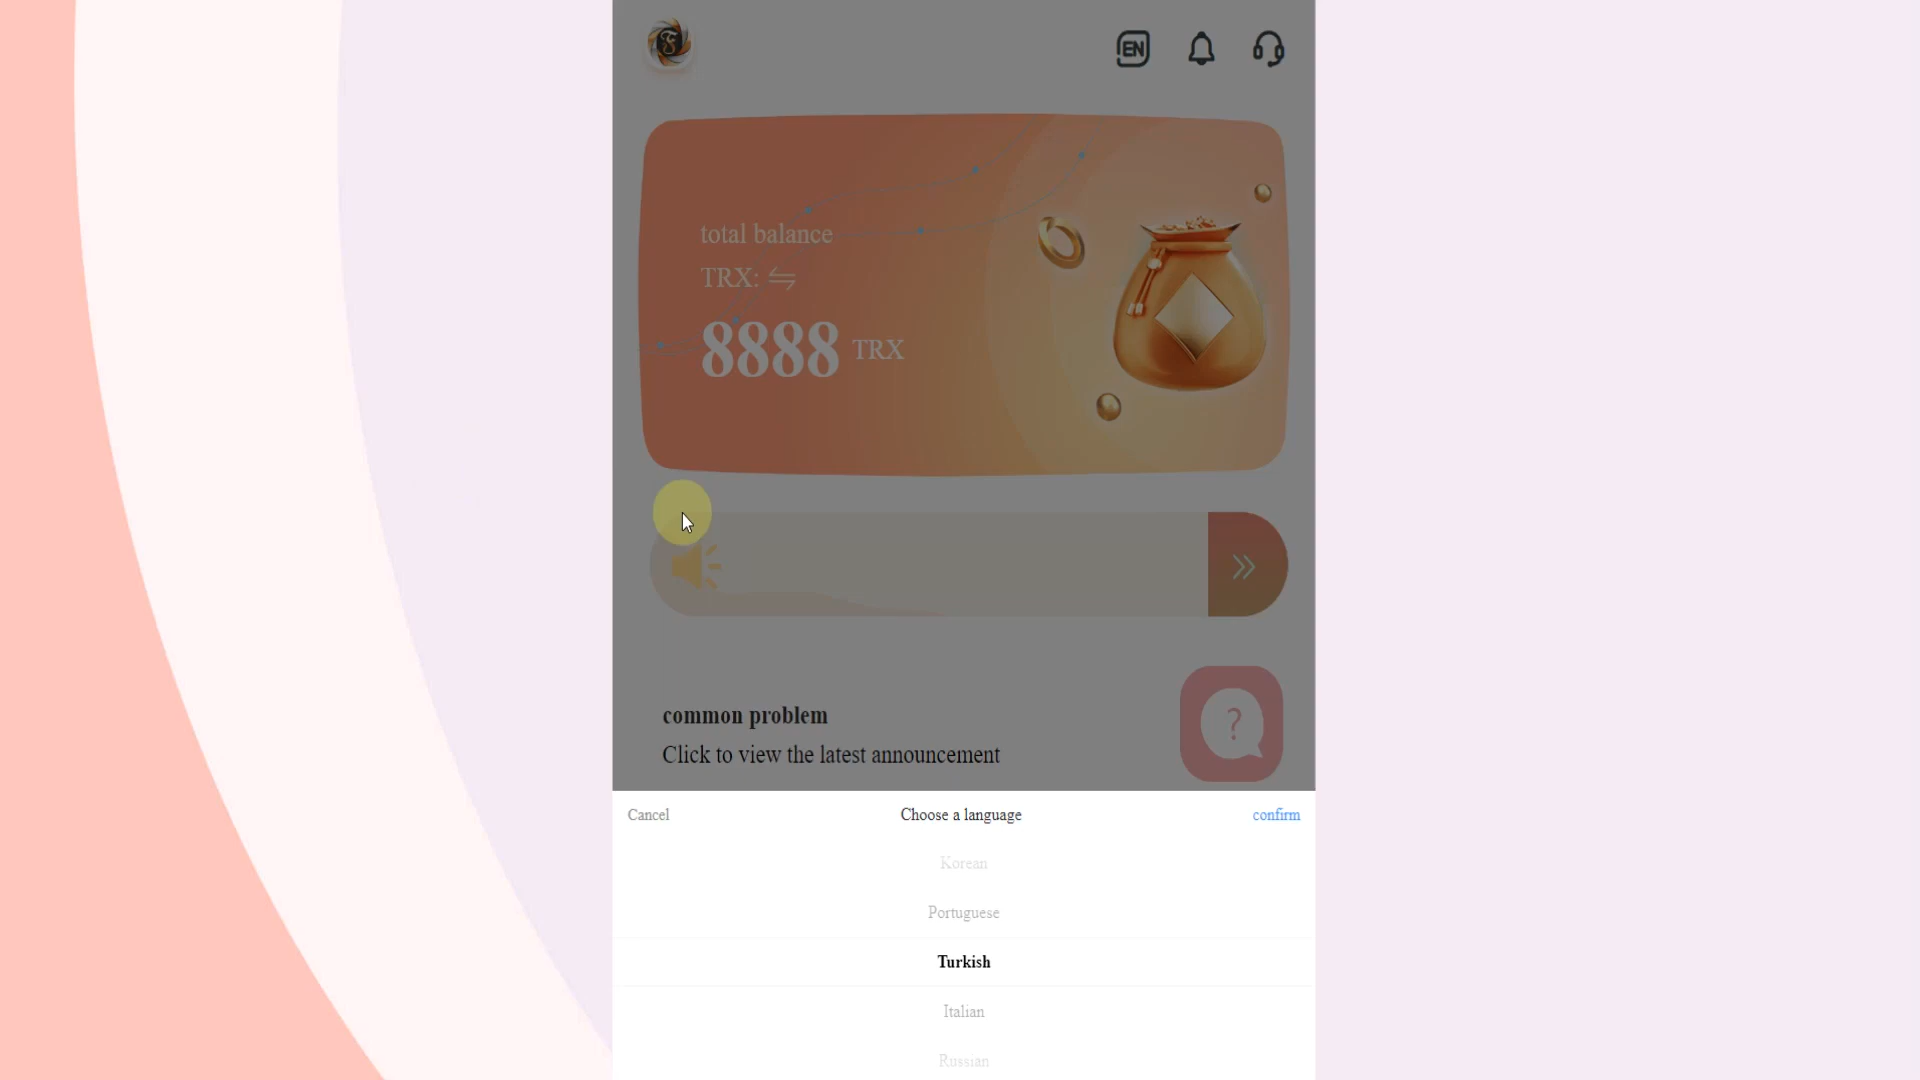 EN
total balance
TRX: ⇋
8888 TRX
common problem
Click to view the latest announcement
?
Cancel Choose a language confirm
Korean
Portuguese
Turkish
Italian
Russian